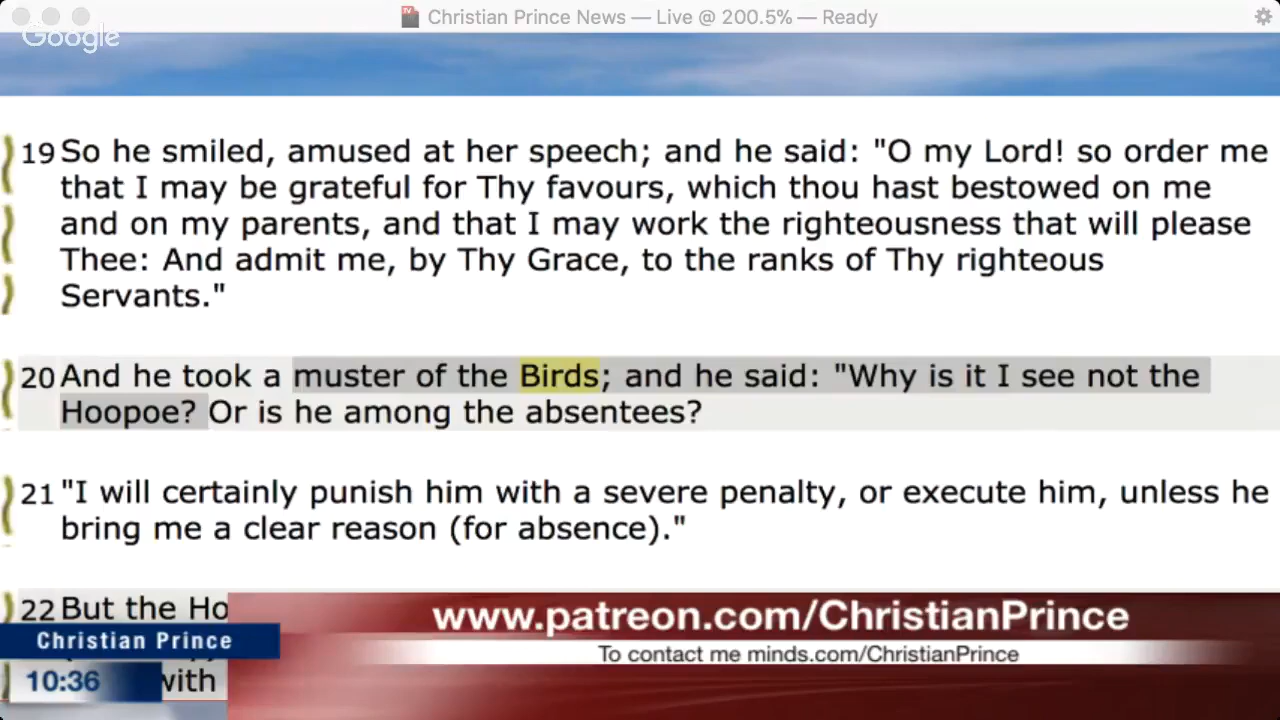 Christian Prince News — Live @ 200.5% — Ready
Google
19 So he smiled, amused at her speech; and he said: "O my Lord! so order me
that I may be grateful for Thy favours, which thou hast bestowed on me
and on my parents, and that I may work the righteousness that will please
Thee: And admit me, by Thy Grace, to the ranks of Thy righteous
Servants."
20 And he took a muster of the Birds; and he said: "Why is it I see not the
Hoopoe? Or is he among the absentees?
21 "I will certainly punish him with a severe penalty, or execute him, unless he
bring me a clear reason (for absence)."
22 But the Ho
www.patreon.com/ChristianPrince
Christian Prince
To contact me minds.com/ChristianPrince
10:36
with